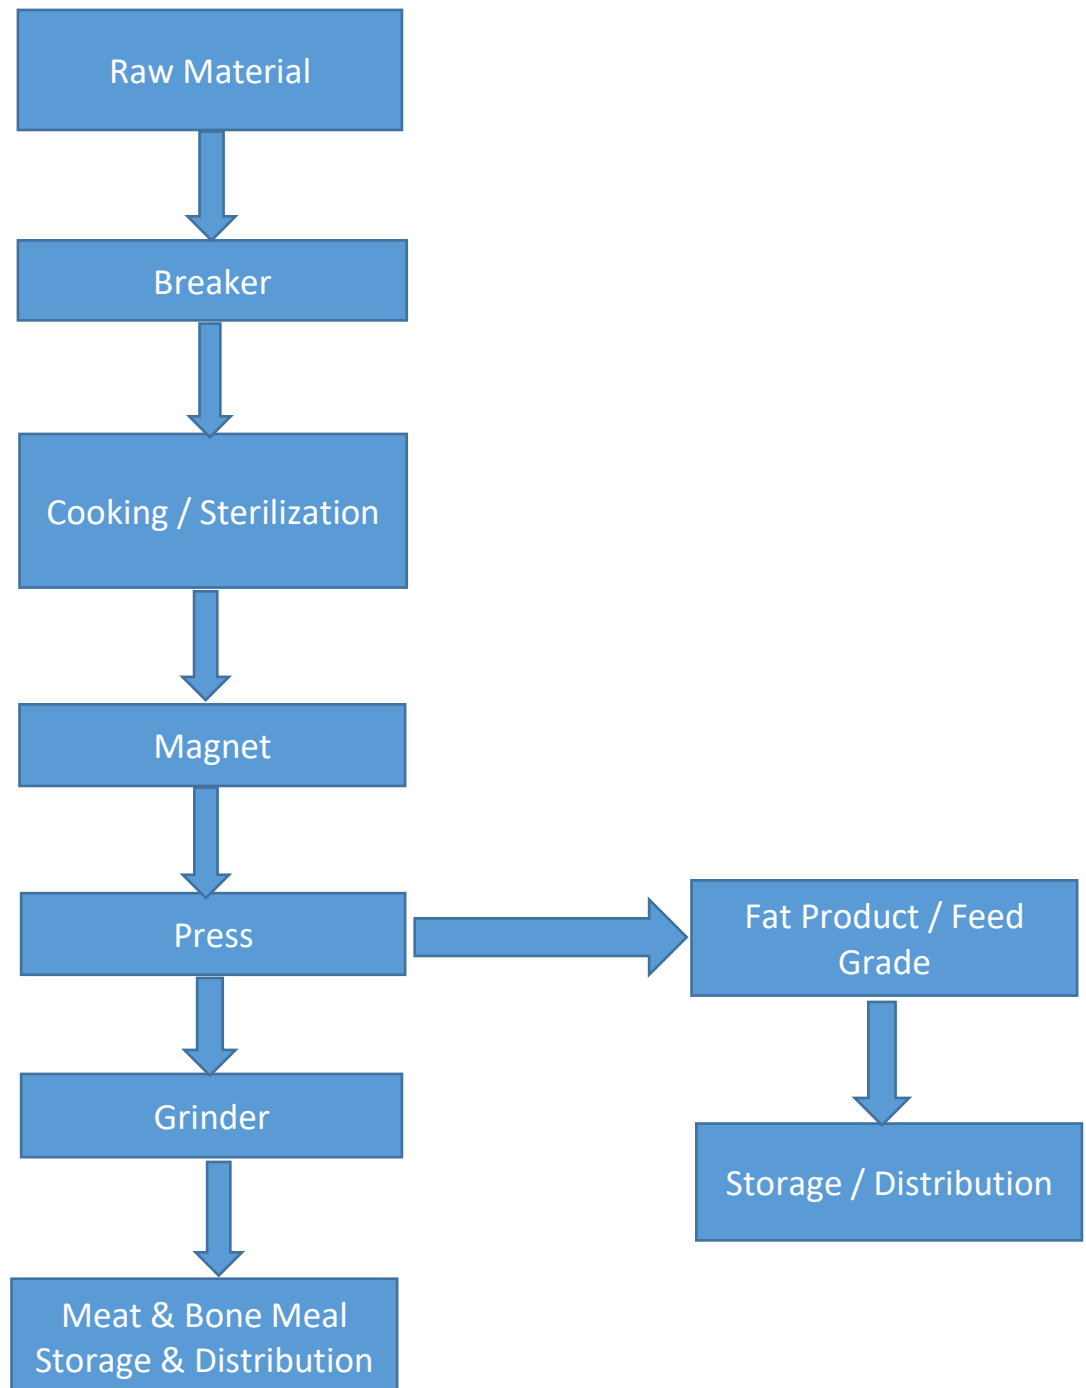 Raw Material
Breaker
Cooking / Sterilization
Magnet
Press
Fat Product / Feed
Grade
Grinder
Storage / Distribution
Meat & Bone Meal
Storage & Distribution